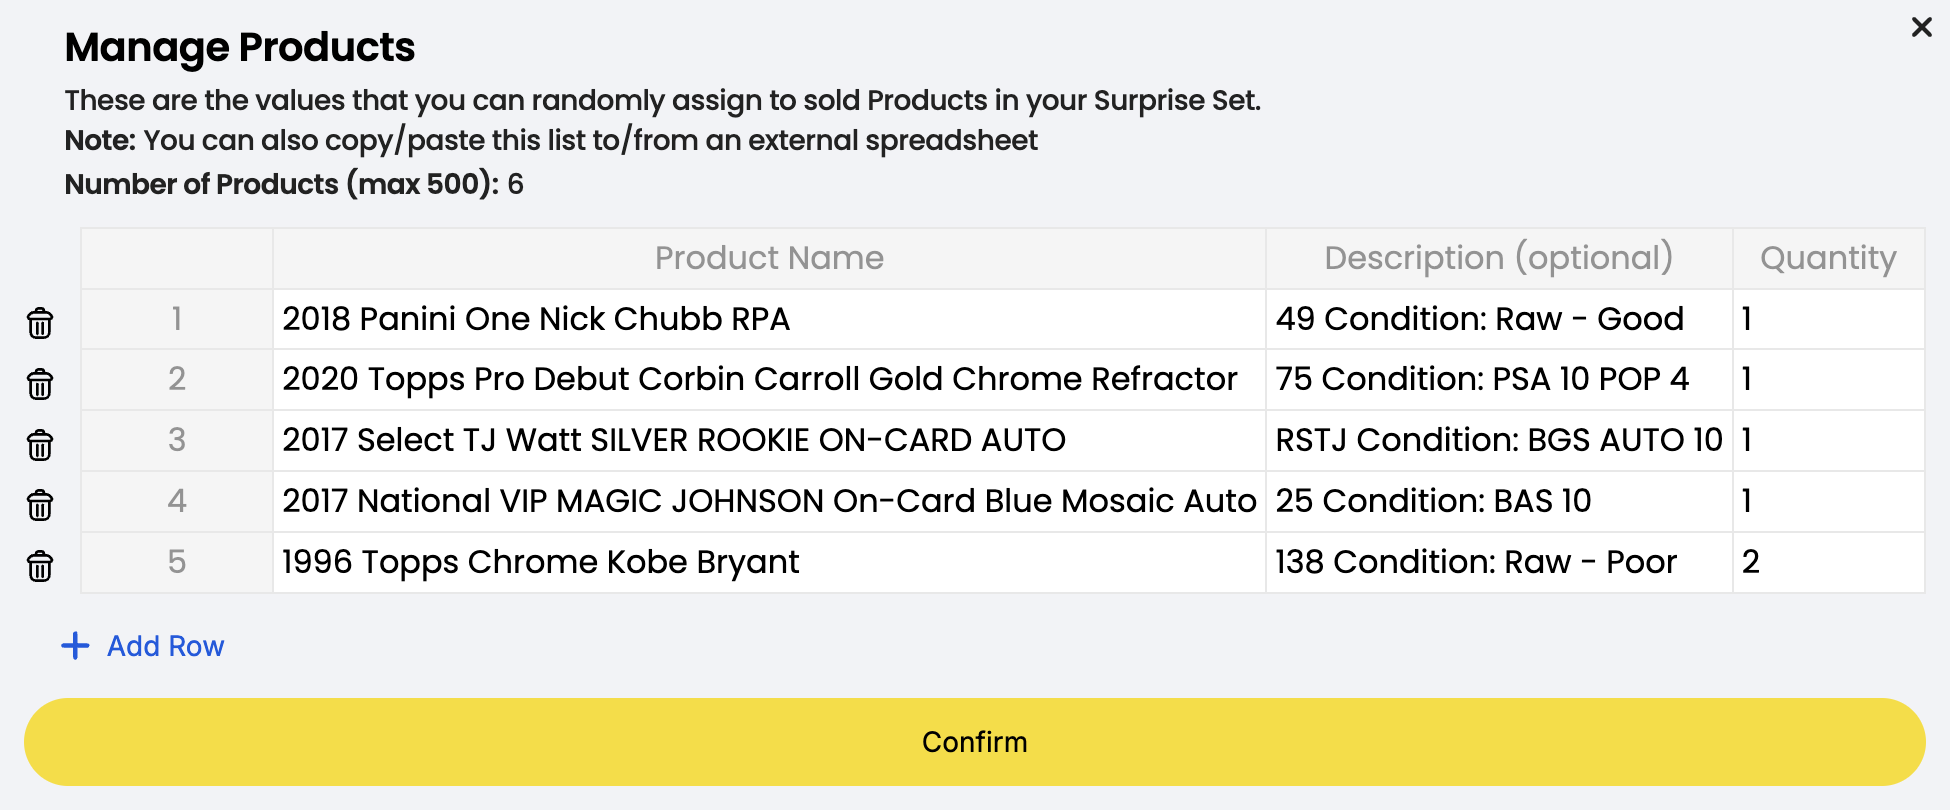 Manage Products
These are the values that you can randomly assign to sold Products in your Surprise Set.
Note: You can also copy/paste this list to/from an external spreadsheet
Number of Products (max 500): 6
Product Name Description (optional) Quantity
1 2018 Panini One Nick Chubb RPA 49 Condition: Raw - Good 1
2 2020 Topps Pro Debut Corbin Carroll Gold Chrome Refractor 75 Condition: PSA 10 POP 4 1
3 2017 Select TJ Watt SILVER ROOKIE ON-CARD AUTO RSTJ Condition: BGS AUTO 10 1
4 2017 National VIP MAGIC JOHNSON On-Card Blue Mosaic Auto 25 Condition: BAS 10 1
5 1996 Topps Chrome Kobe Bryant 138 Condition: Raw - Poor 2
Add Row
Confirm